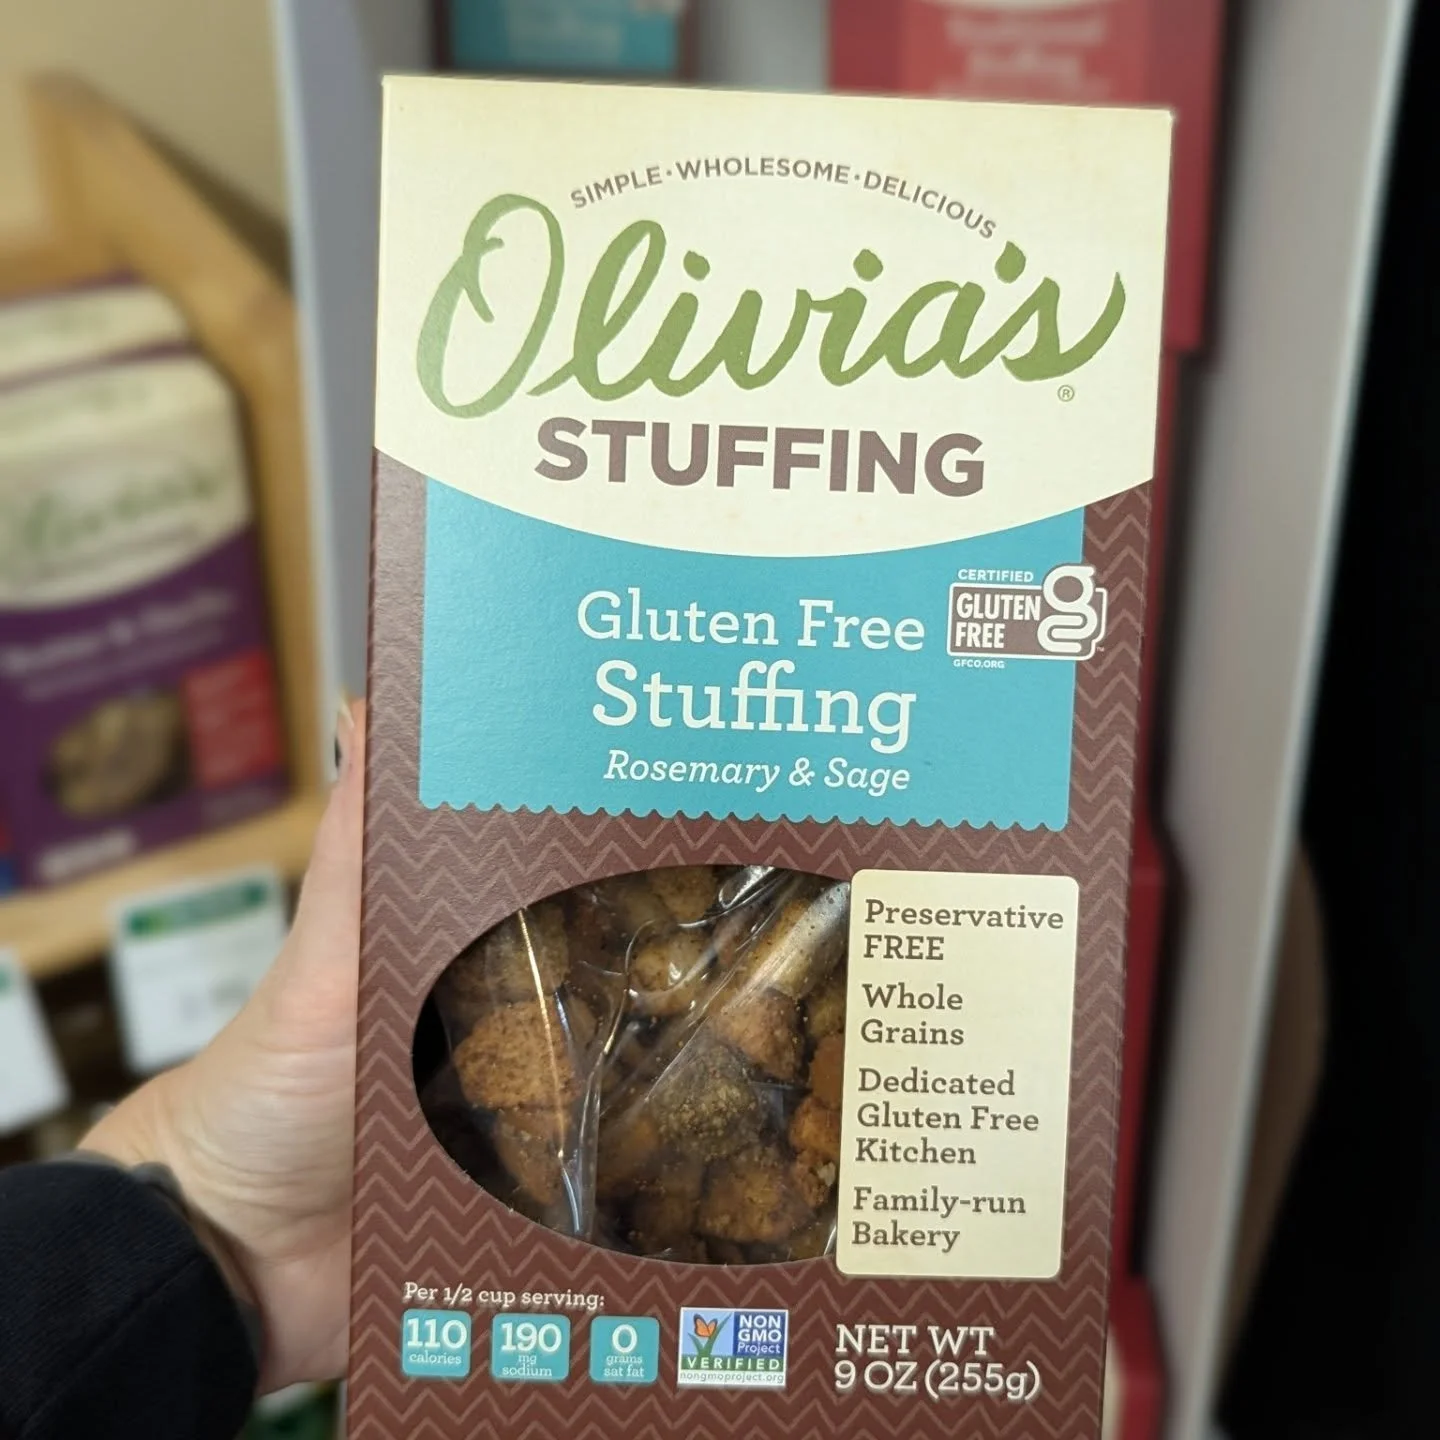 SIMPLE · WHOLESOME · DELICIOUS
Olivia's®
STUFFING
Gluten Free
Stuffing
Rosemary & Sage
CERTIFIED
GLUTEN
FREE
GFCO.ORG
Preservative
FREE
Whole
Grains
Dedicated
Gluten Free
Kitchen
Family-run
Bakery
Per 1/2 cup serving:
110
calories
190
mg
sodium
0
grams
sat fat
NON
GMO
Project
VERIFIED
nongmoproject.org
NET WT
9 OZ (255g)